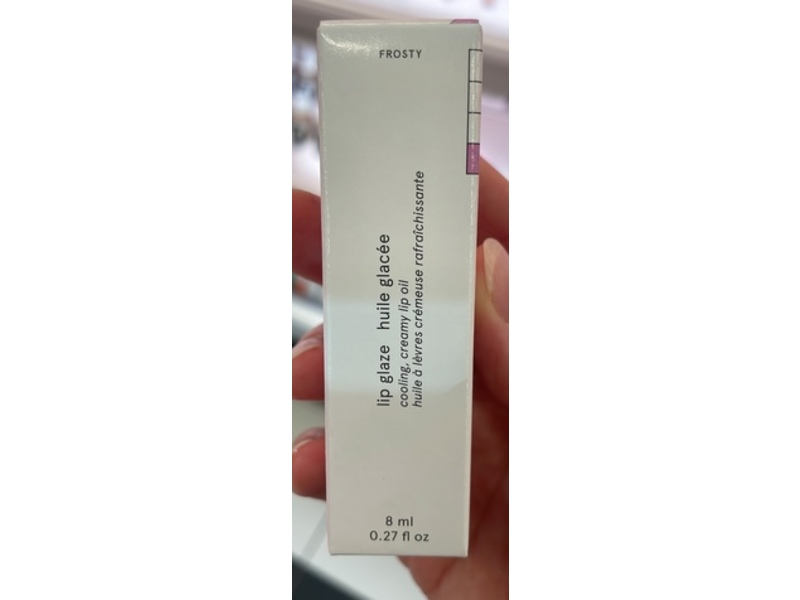 FROSTY
lip glaze huile glacée
cooling, creamy lip oil
huile à lèvres crémeuse rafraîchissante
8 ml
0.27 fl oz